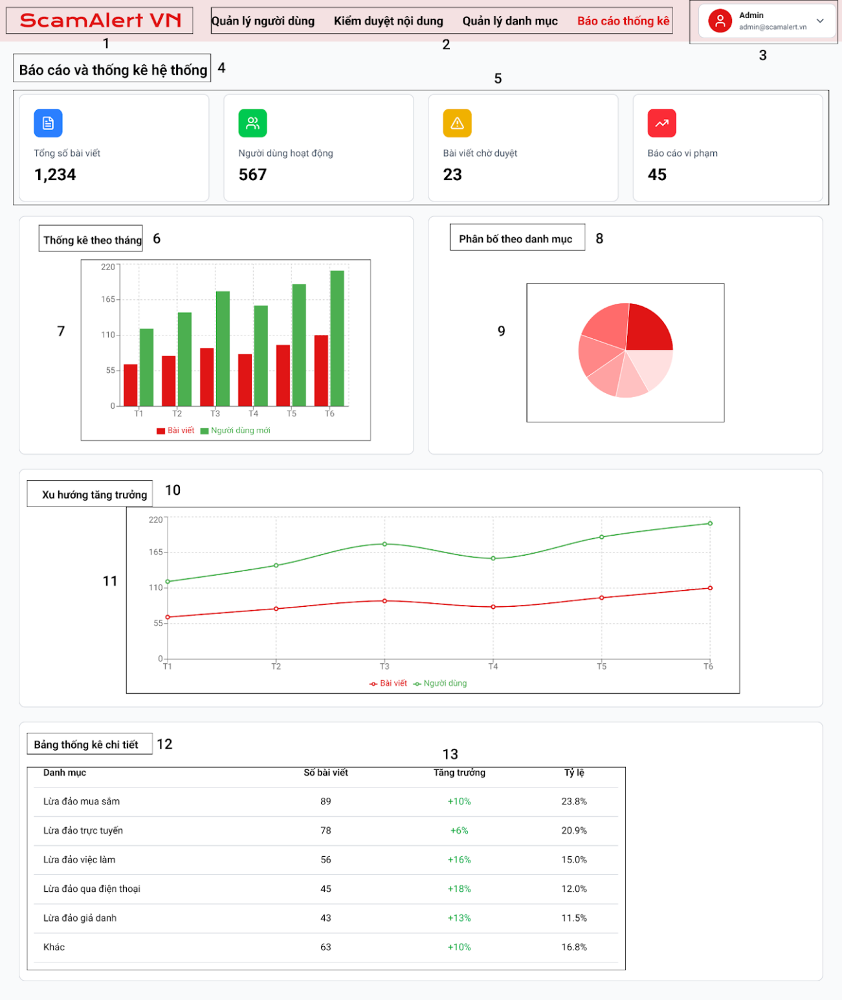 ScamAlert VN
Quản lý người dùng
Kiểm duyệt nội dung
Quản lý danh mục
Báo cáo thống kê
Admin
admin@scamalert.vn
1
2
3
Báo cáo và thống kê hệ thống
4
5
Tổng số bài viết
1,234
Người dùng hoạt động
567
Bài viết chờ duyệt
23
Báo cáo vi phạm
45
Thống kê theo tháng
6
7
220
165
110
55
0
T1
T2
T3
T4
T5
T6
Bài viết
Người dùng mới
Phân bố theo danh mục
8
9
Xu hướng tăng trưởng
10
11
220
165
110
55
0
T1
T2
T3
T4
T5
T6
Bài viết
Người dùng
Bảng thống kê chi tiết
12
13
Danh mục Số bài viết Tăng trưởng Tỷ lệ
Lừa đảo mua sắm 89 +10% 23.8%
Lừa đảo trực tuyến 78 +6% 20.9%
Lừa đảo việc làm 56 +16% 15.0%
Lừa đảo qua điện thoại 45 +18% 12.0%
Lừa đảo giả danh 43 +13% 11.5%
Khác 63 +10% 16.8%